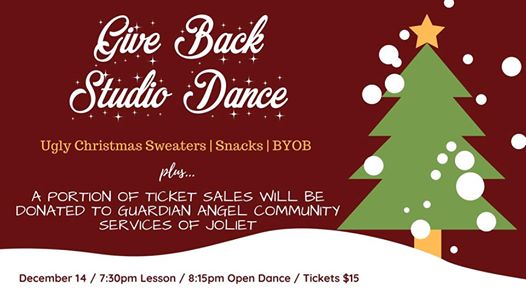 Give Back
Studio Dance
Ugly Christmas Sweaters | Snacks | BYOB
plus...
A PORTION OF TICKET SALES WILL BE
DONATED TO GUARDIAN ANGEL COMMUNITY
SERVICES OF JOLIET
December 14 / 7:30pm Lesson / 8:15pm Open Dance / Tickets $15